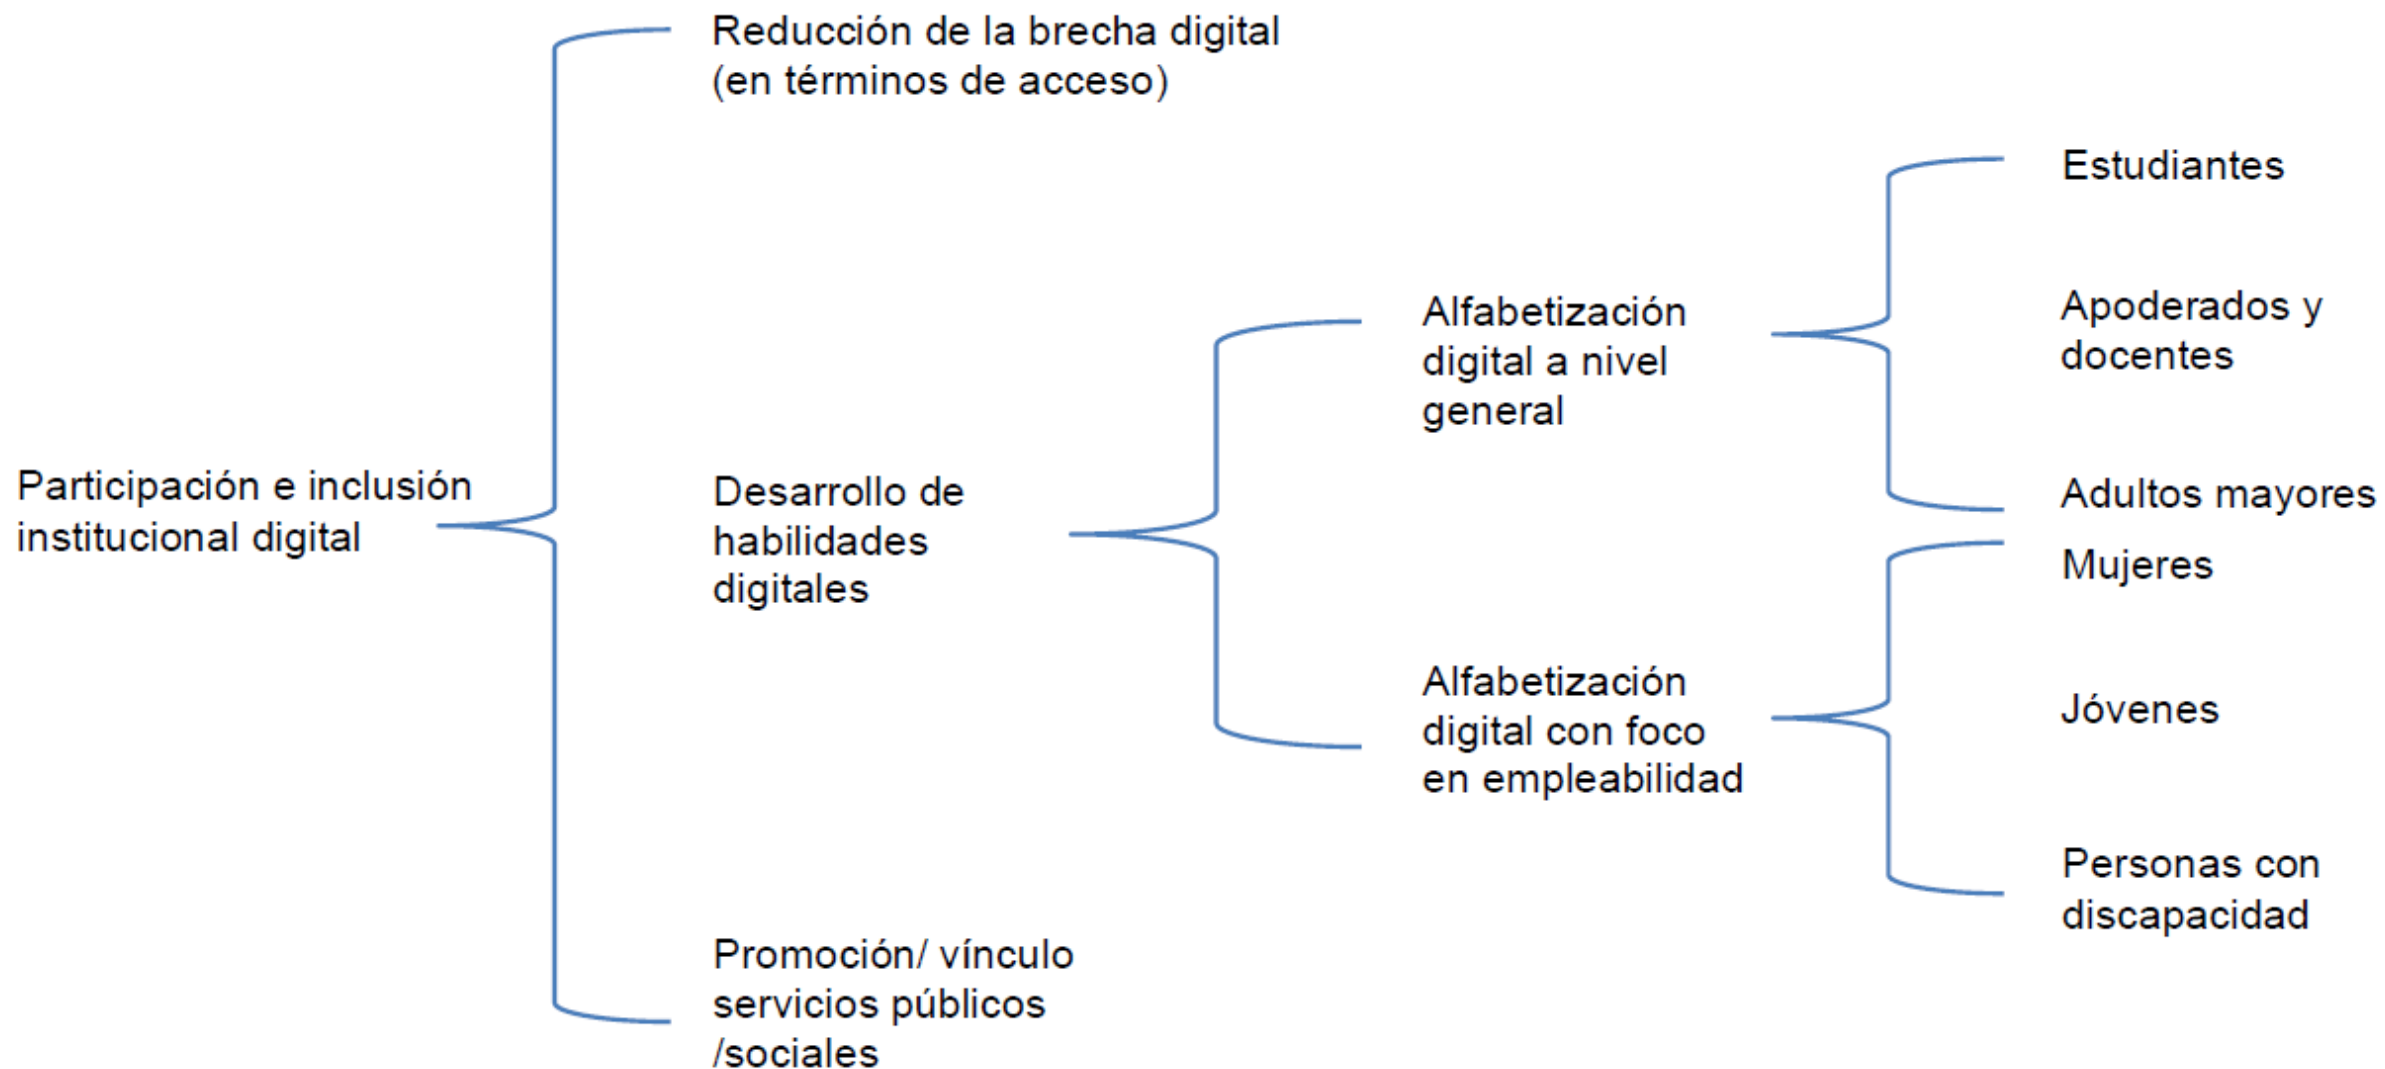 Participación e inclusión
institucional digital
Reducción de la brecha digital
(en términos de acceso)
Desarrollo de
habilidades
digitales
Promoción/ vínculo
servicios públicos
/sociales
Alfabetización
digital a nivel
general
Alfabetización
digital con foco
en empleabilidad
Estudiantes
Apoderados y
docentes
Adultos mayores
Mujeres
Jóvenes
Personas con
discapacidad